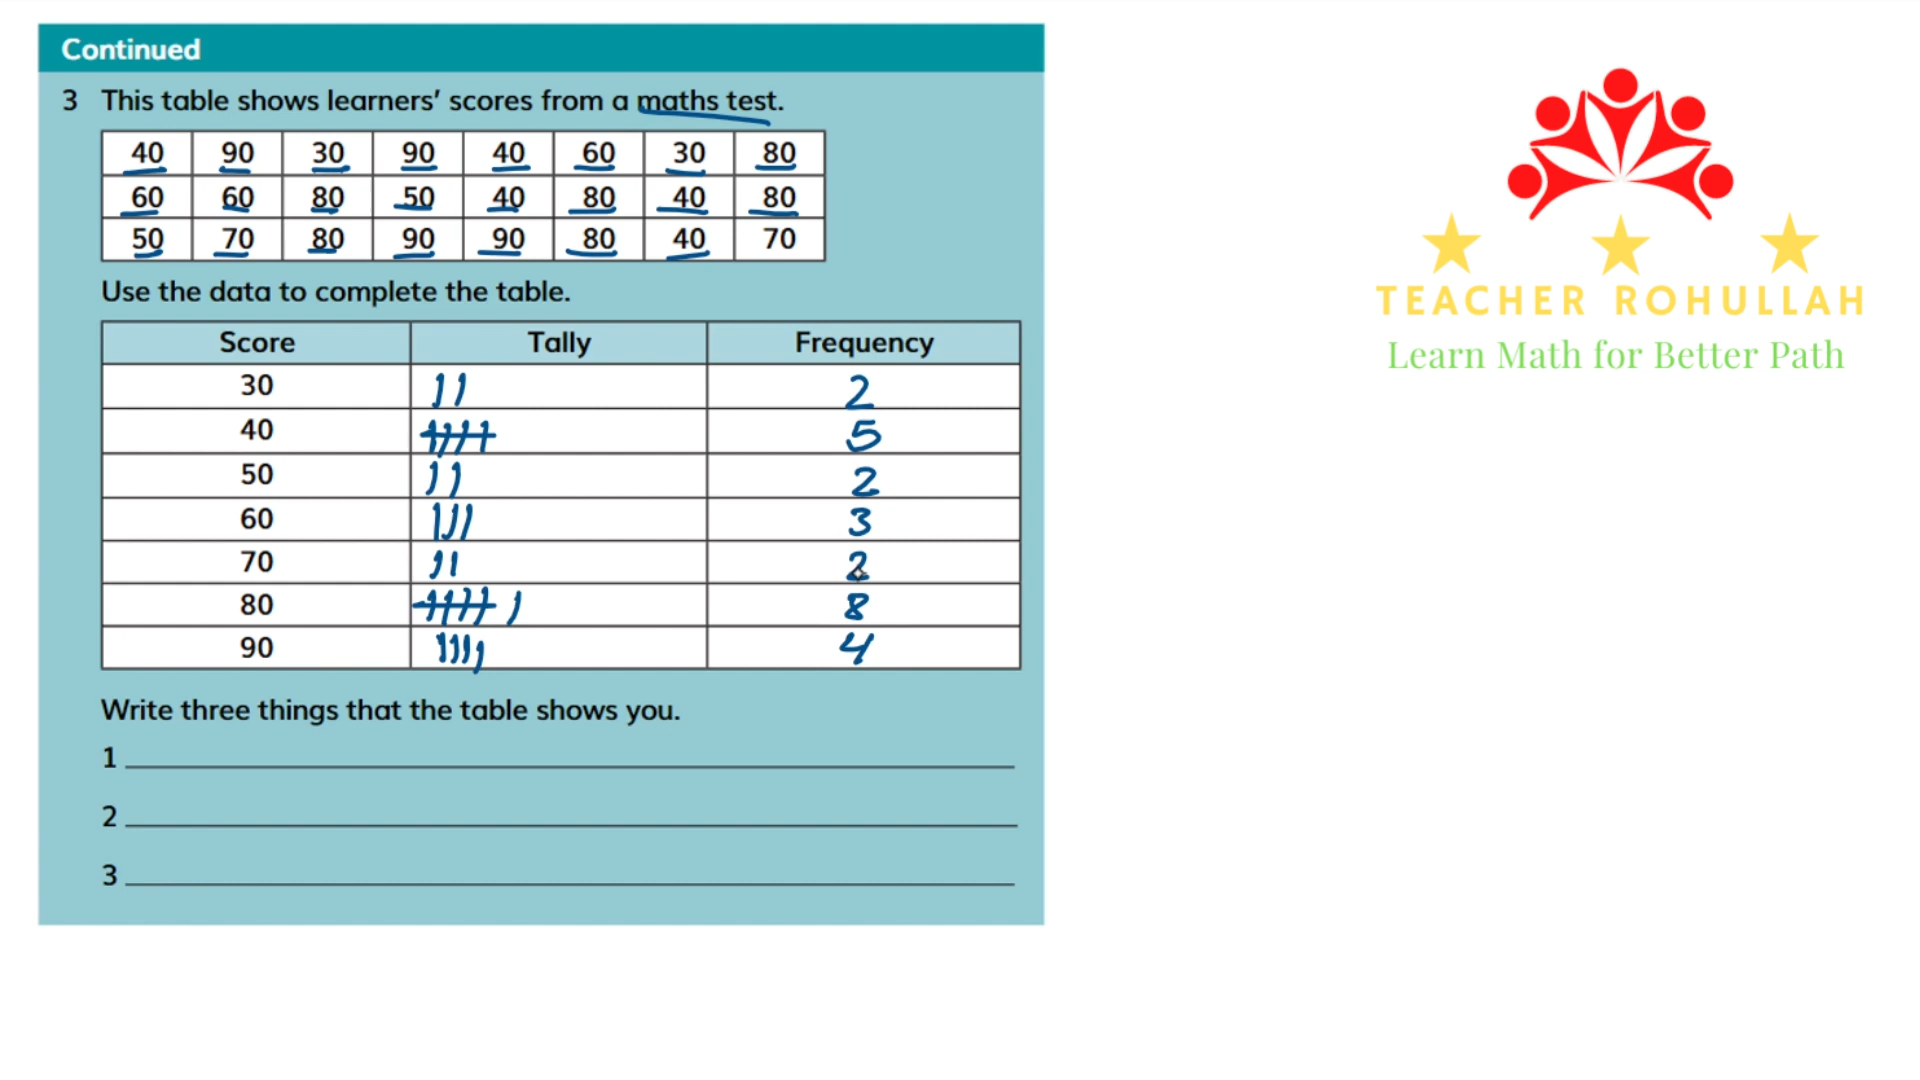 Continued
3 This table shows learners' scores from a maths test.
40 90 30 90 40 60 30 80
60 60 80 50 40 80 40 80
50 70 80 90 90 80 40 70
Use the data to complete the table.
Score Tally Frequency
30 2
40 5
50 2
60 3
70 2
80 8
90 4
Write three things that the table shows you.
1
2
3
TEACHER ROHULLAH
Learn Math for Better Path